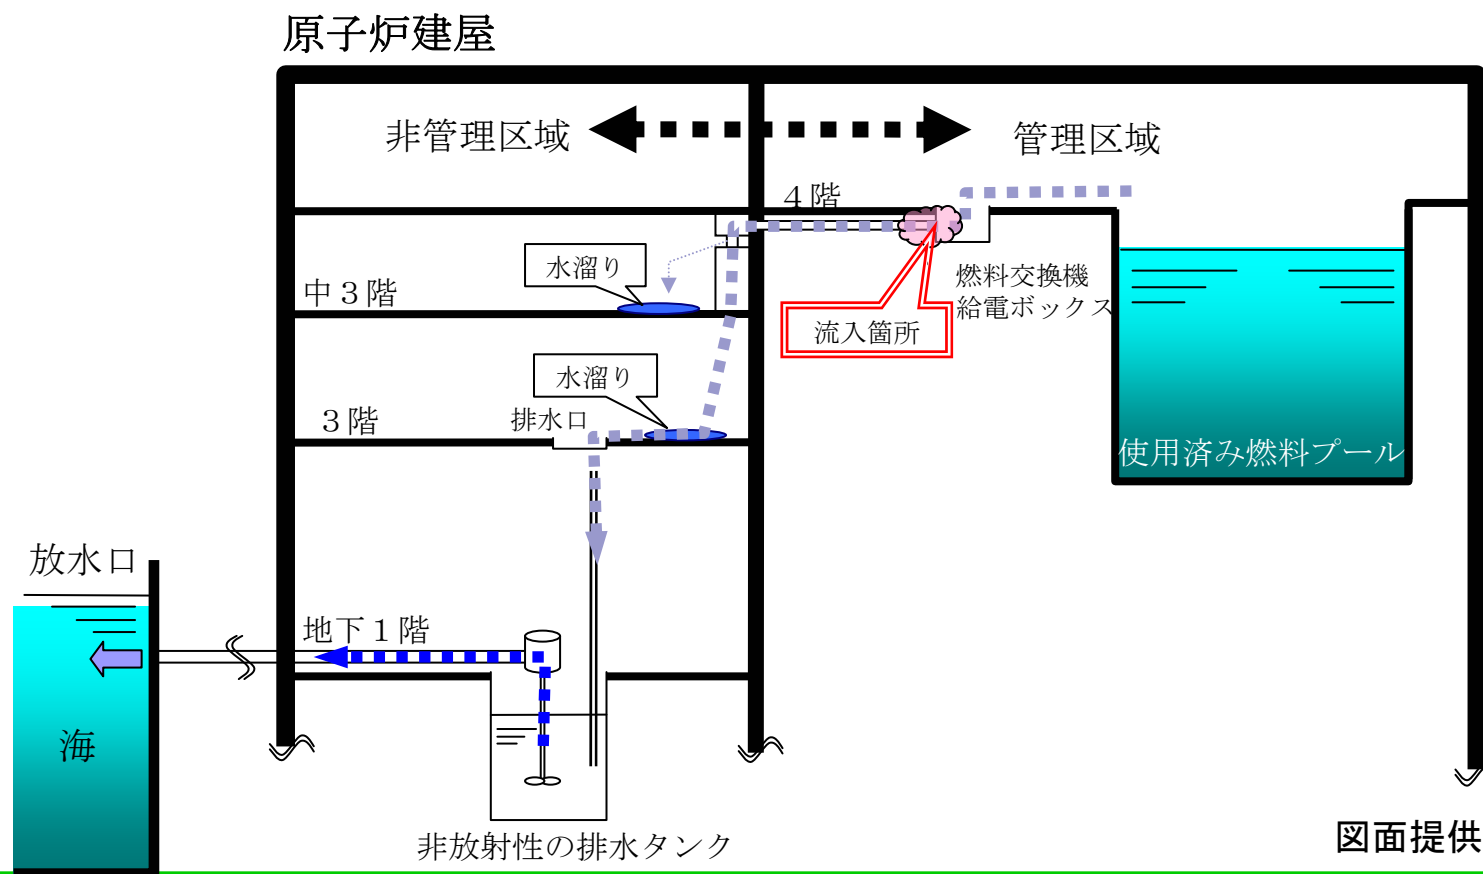 原子炉建屋
非管理区域
管理区域
4階
水溜り
中3階
燃料交換機
給電ボックス
流入箇所
水溜り
3階
排水口
使用済み燃料プール
放水口
地下1階
海
非放射性の排水タンク
図面提供